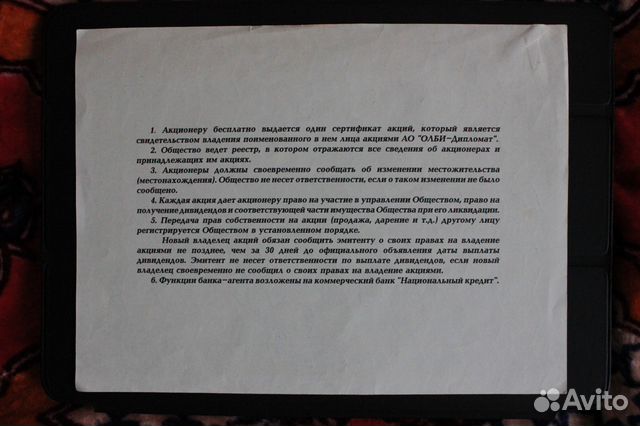 1. Акционеру бесплатно выдается один сертификат акций, который является
свидетельством владения поименованного в нем лица акциями АО "ОЛБИ-Дипломат".
2. Общество ведет реестр, в котором отражаются все сведения об акционерах и
принадлежащих им акциях.
3. Акционеры должны своевременно сообщать об изменении местожительства
(местонахождения). Общество не несет ответственности, если о таком изменении не было
сообщено.
4. Каждая акция дает акционеру право на участие в управлении Обществом, право на
получение дивидендов и соответствующей части имущества Общества при его ликвидации.
5. Передача прав собственности на акции (продажа, дарение и т.д.) другому лицу
регистрируется Обществом в установленном порядке.
Новый владелец акций обязан сообщить эмитенту о своих правах на владение
акциями не позднее, чем за 30 дней до официального объявления даты выплаты
дивидендов. Эмитент не несет ответственности по выплате дивидендов, если новый
владелец своевременно не сообщил о своих правах на владение акциями.
6. Функции банка-агента возложены на коммерческий банк "Национальный кредит".
Avito